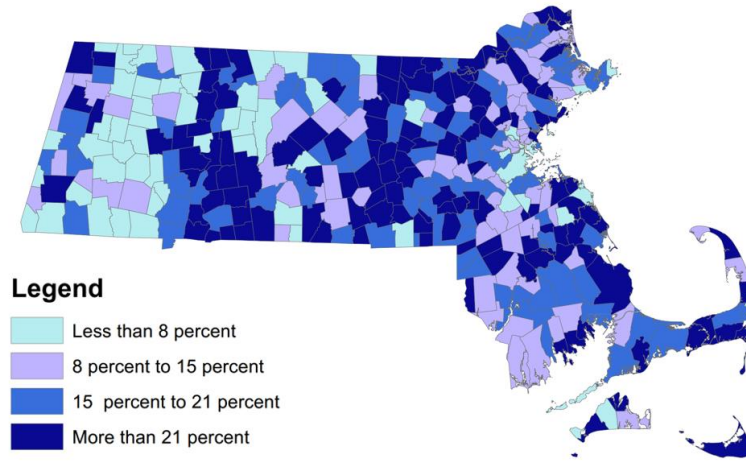 Legend
Less than 8 percent
8 percent to 15 percent
15 percent to 21 percent
More than 21 percent